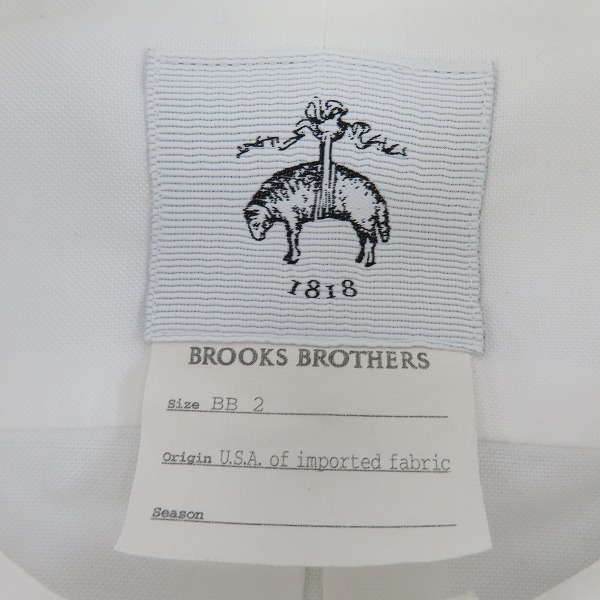 1818
BROOKS BROTHERS
Size BB 2
Origin U.S.A. of imported fabric
Season